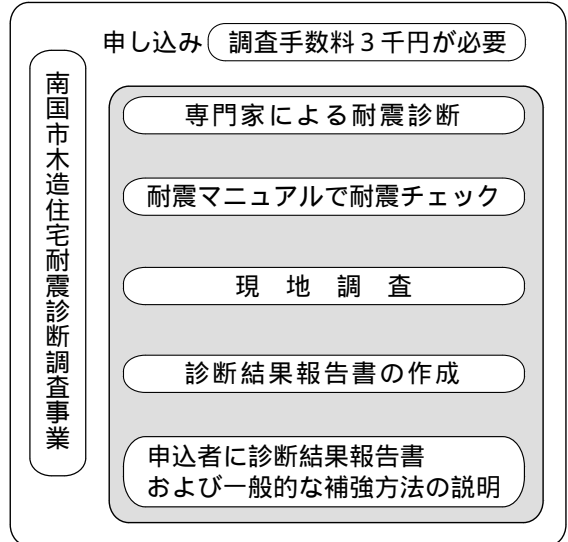 南国市木造住宅耐震診断調査事業
申し込み 調査手数料３千円が必要
専門家による耐震診断
耐震マニュアルで耐震チェック
現地調査
診断結果報告書の作成
申込者に診断結果報告書
および一般的な補強方法の説明